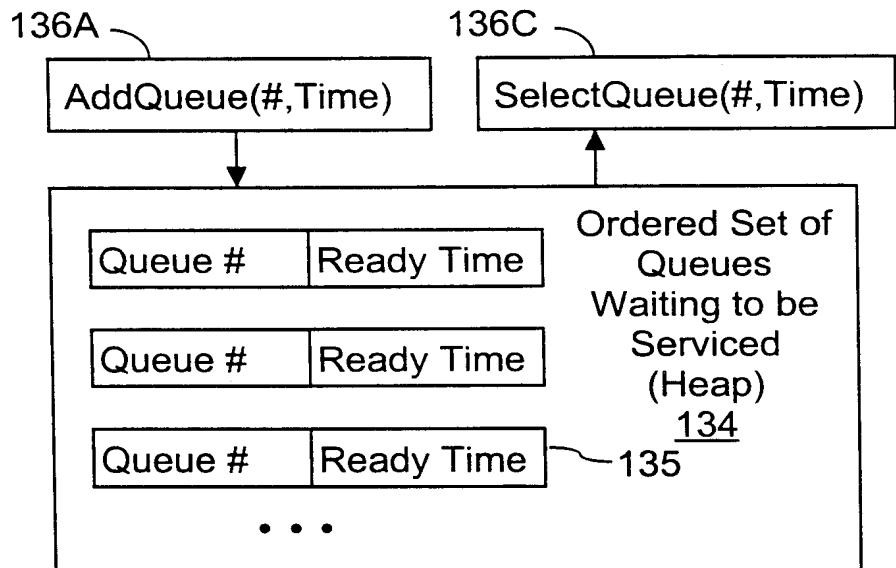 136A
136C
AddQueue(#,Time)
SelectQueue(#,Time)
Ordered Set of
Queues
Waiting to be
Serviced
(Heap)
134
Queue # Ready Time
Queue # Ready Time
Queue # Ready Time
135
• • •